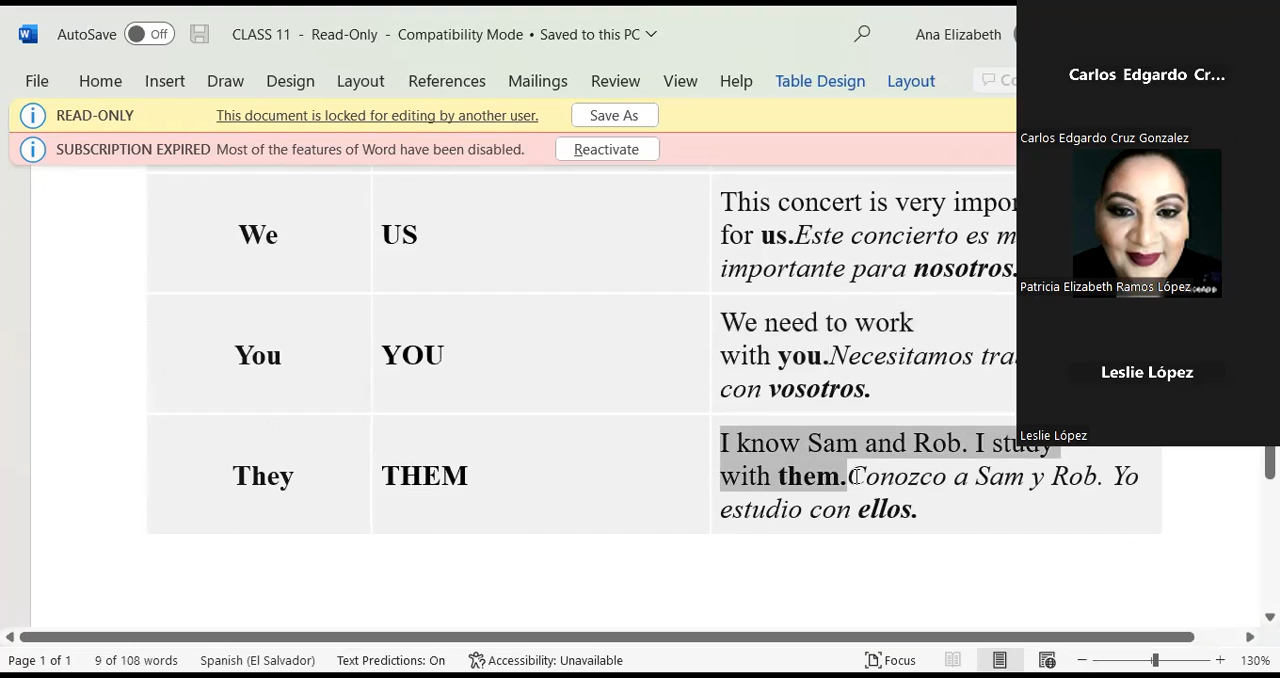 AutoSave Off CLASS 11 - Read-Only - Compatibility Mode • Saved to this PC Ana Elizabeth
File Home Insert Draw Design Layout References Mailings Review View Help Table Design Layout
READ-ONLY This document is locked for editing by another user. Save As
SUBSCRIPTION EXPIRED Most of the features of Word have been disabled. Reactivate
Carlos Edgardo Cr...
Carlos Edgardo Cruz Gonzalez
Patricia Elizabeth Ramos López
Leslie López
Leslie López
We
US
This concert is very
for us.Este concierto es
importante para nosotros.
You
YOU
We need to work
with you.Necesitamos
con vosotros.
They
THEM
I know Sam and Rob. I study
with them.Conozco a Sam y Rob. Yo
estudio con ellos.
Page 1 of 1 9 of 108 words Spanish (El Salvador) Text Predictions: On Accessibility: Unavailable Focus 130%